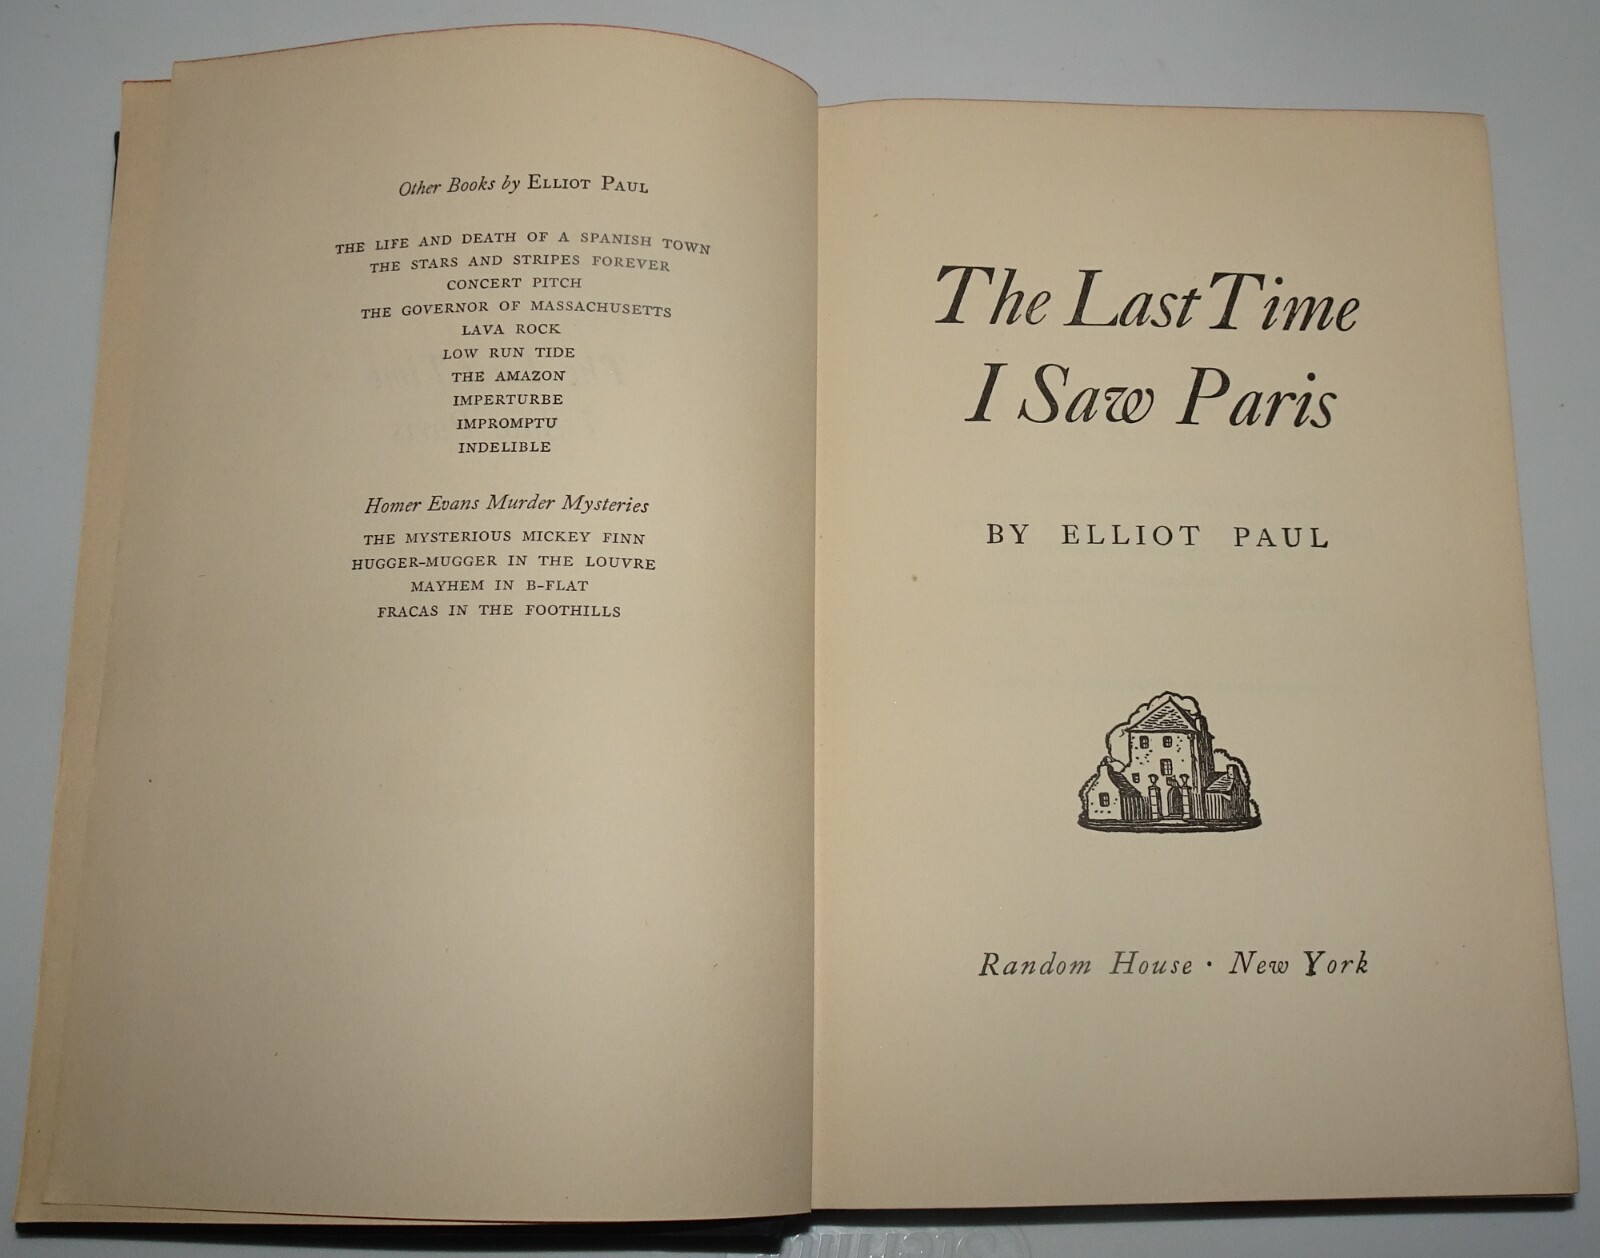 Other Books by ELLIOT PAUL
THE LIFE AND DEATH OF A SPANISH TOWN
THE STARS AND STRIPES FOREVER
CONCERT PITCH
THE GOVERNOR OF MASSACHUSETTS
LAVA ROCK
LOW RUN TIDE
THE AMAZON
IMPERTURBE
IMPROMPTU
INDELIBLE
Homer Evans Murder Mysteries
THE MYSTERIOUS MICKEY FINN
HUGGER-MUGGER IN THE LOUVRE
MAYHEM IN B-FLAT
FRACAS IN THE FOOTHILLS
The Last Time
I Saw Paris
BY ELLIOT PAUL
Random House · New York